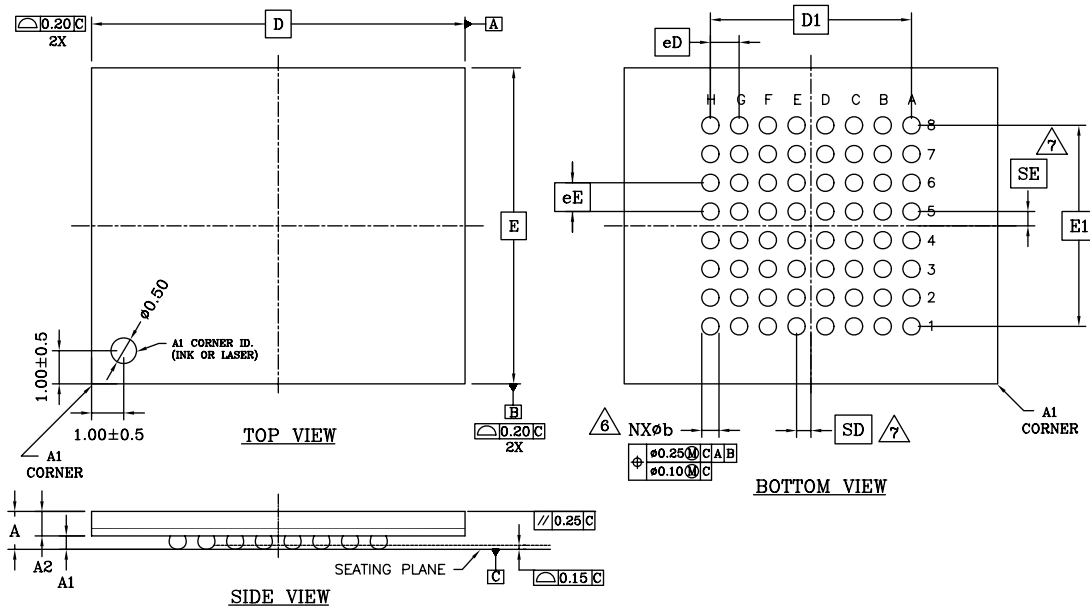 ⌓ 0.20 C
2X
D
A
E
ø0.50
A1 CORNER ID.
(INK OR LASER)
1.00±0.5
1.00±0.5
B
⌓ 0.20 C
2X
TOP VIEW
A1
CORNER
D1
eD
H G F E D C B A
8
7
6
5
4
3
2
1
eE
SE
7
E1
6
NXøb
SD
7
⌖ ø0.25Ⓜ C A B
ø0.10Ⓜ C
A1
CORNER
BOTTOM VIEW
A
A2
A1
// 0.25 C
SEATING PLANE
C
⌓ 0.15 C
SIDE VIEW